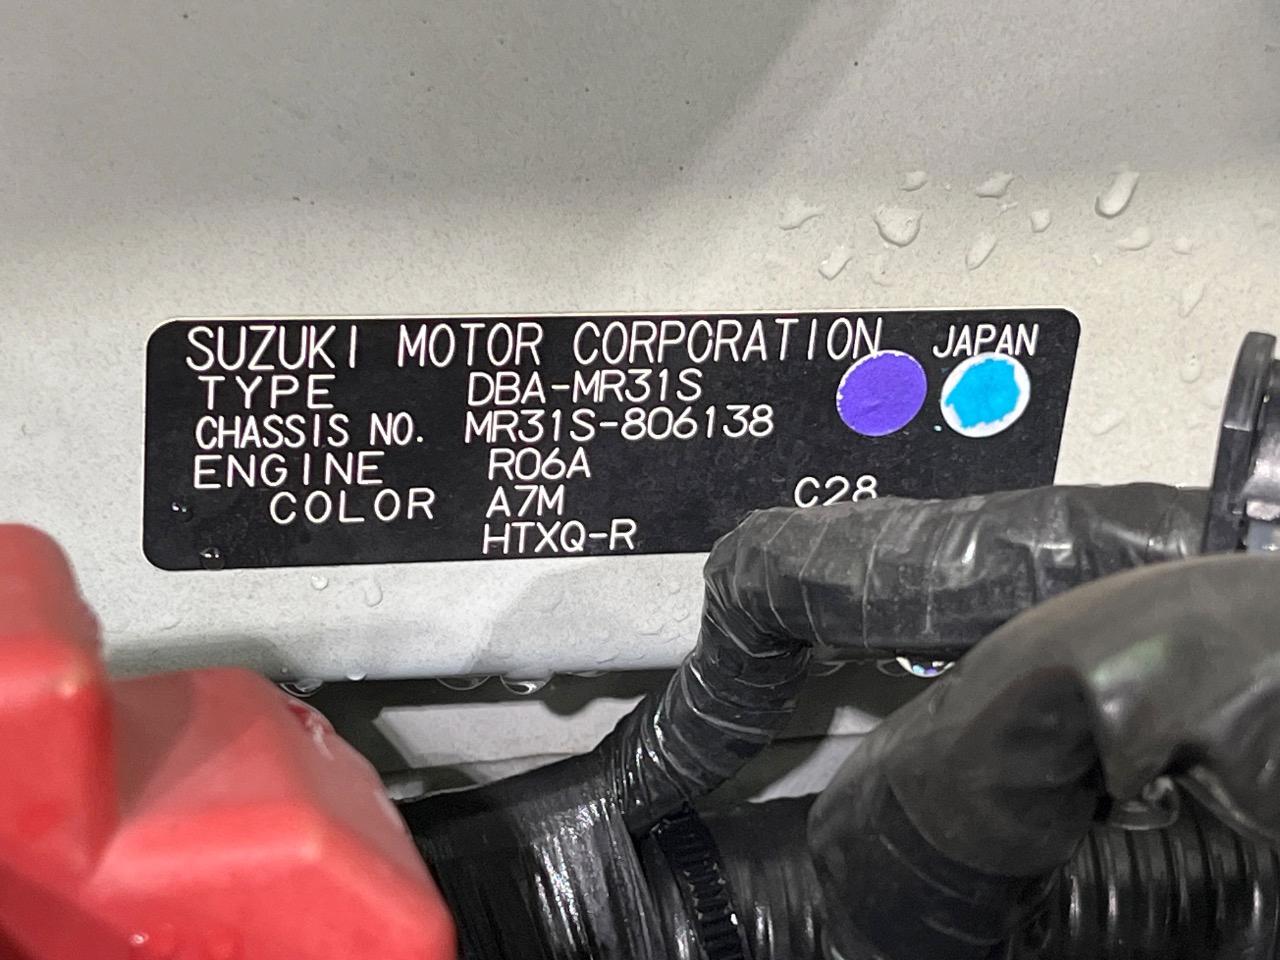 SUZUKI MOTOR CORPORATION JAPAN
TYPE DBA-MR31S
CHASSIS NO. MR31S-806138
ENGINE R06A
COLOR A7M C28
HTXQ-R